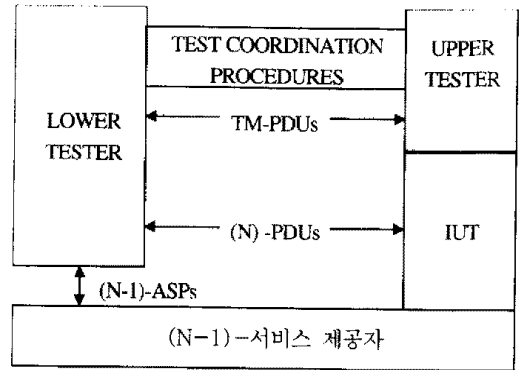 TEST COORDINATION
PROCEDURES
UPPER
TESTER
LOWER
TESTER
TM-PDUs
(N) -PDUs
IUT
(N-1)-ASPs
(N-1)-서비스 제공자